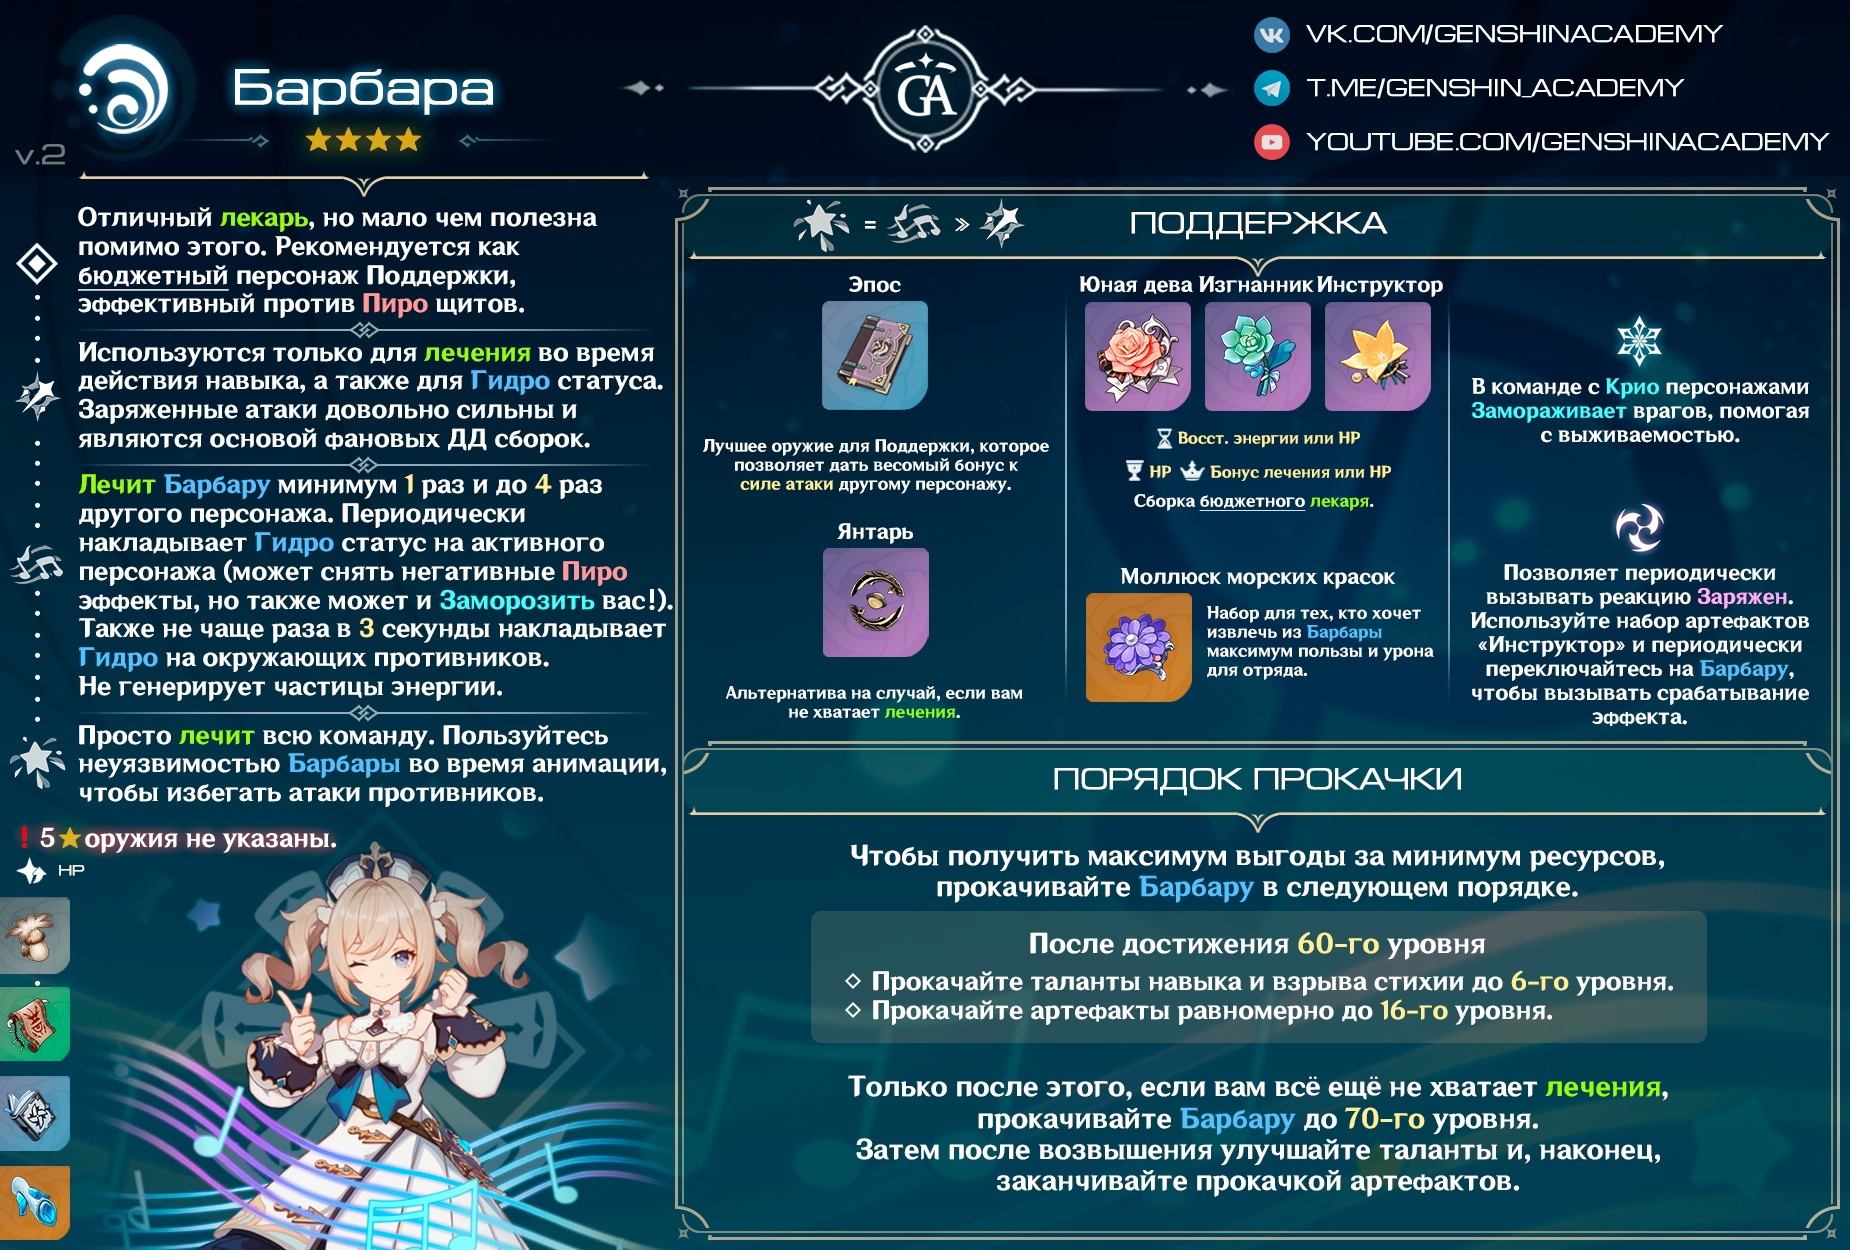 Барбара
v.2
GA
VK.COM/GENSHINACADEMY
T.ME/GENSHIN_ACADEMY
YOUTUBE.COM/GENSHINACADEMY
Отличный лекарь, но мало чем полезна
помимо этого. Рекомендуется как
бюджетный персонаж Поддержки,
эффективный против Пиро щитов.
Используются только для лечения во время
действия навыка, а также для Гидро статуса.
Заряженные атаки довольно сильны и
являются основой фановых ДД сборок.
Лечит Барбару минимум 1 раз и до 4 раз
другого персонажа. Периодически
накладывает Гидро статус на активного
персонажа (может снять негативные Пиро
эффекты, но также может и Заморозить вас!).
Также не чаще раза в 3 секунды накладывает
Гидро на окружающих противников.
Не генерирует частицы энергии.
Просто лечит всю команду. Пользуйтесь
неуязвимостью Барбары во время анимации,
чтобы избегать атаки противников.
! 5★ оружия не указаны.
HP
= » ПОДДЕРЖКА
Эпос
Лучшее оружие для Поддержки, которое
позволяет дать весомый бонус к
силе атаки другому персонажу.
Янтарь
Альтернатива на случай, если вам
не хватает лечения.
Юная дева Изгнанник Инструктор
Восст. энергии или HP
HP Бонус лечения или HP
Сборка бюджетного лекаря.
Моллюск морских красок
Набор для тех, кто хочет
извлечь из Барбары
максимум пользы и урона
для отряда.
В команде с Крио персонажами
Замораживает врагов, помогая
с выживаемостью.
Позволяет периодически
вызывать реакцию Заряжен.
Используйте набор артефактов
«Инструктор» и периодически
переключайтесь на Барбару,
чтобы вызывать срабатывание
эффекта.
ПОРЯДОК ПРОКАЧКИ
Чтобы получить максимум выгоды за минимум ресурсов,
прокачивайте Барбару в следующем порядке.
После достижения 60-го уровня
◇ Прокачайте таланты навыка и взрыва стихии до 6-го уровня.
◇ Прокачайте артефакты равномерно до 16-го уровня.
Только после этого, если вам всё ещё не хватает лечения,
прокачивайте Барбару до 70-го уровня.
Затем после возвышения улучшайте таланты и, наконец,
заканчивайте прокачкой артефактов.